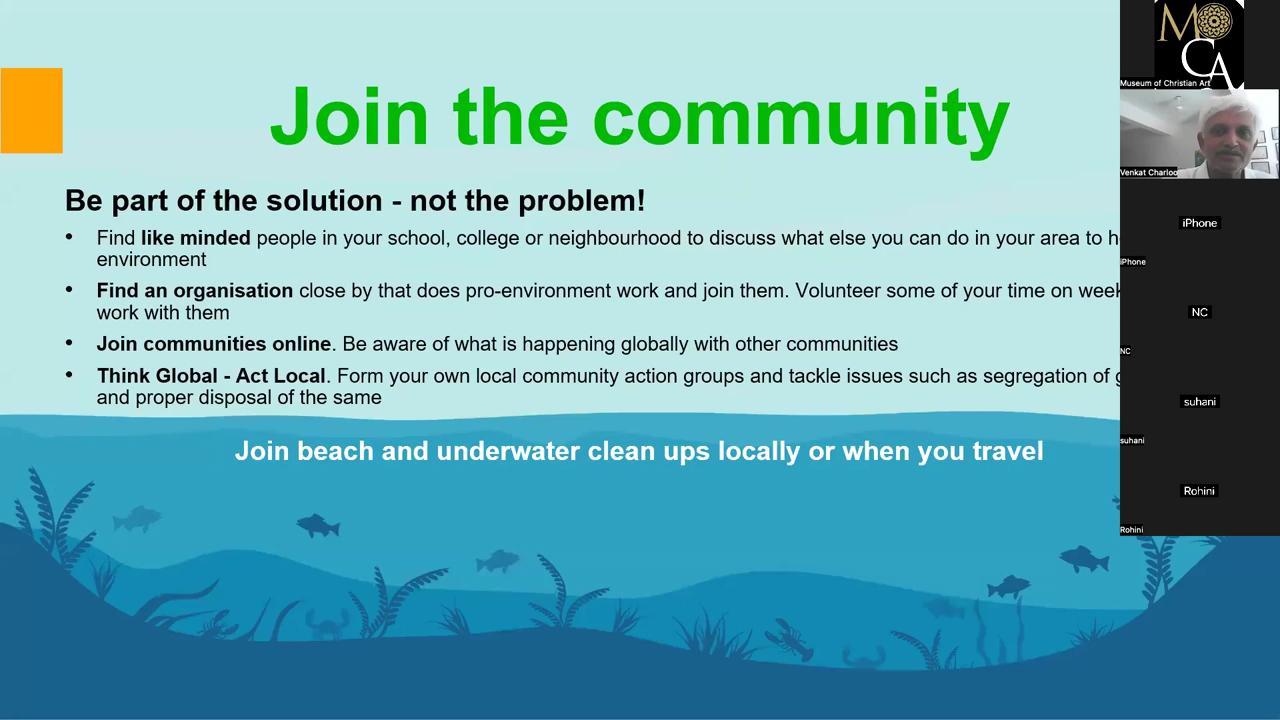 Join the community
Be part of the solution - not the problem!
• Find like minded people in your school, college or neighbourhood to discuss what else you can do in your area to
environment
• Find an organisation close by that does pro-environment work and join them. Volunteer some of your time on
work with them
• Join communities online. Be aware of what is happening globally with other communities
• Think Global - Act Local. Form your own local community action groups and tackle issues such as segregation of
and proper disposal of the same
Join beach and underwater clean ups locally or when you travel
MOCA
Museum of Christian Art
Venkat Charloo
iPhone
iPhone
NC
NC
suhani
suhani
Rohini
Rohini